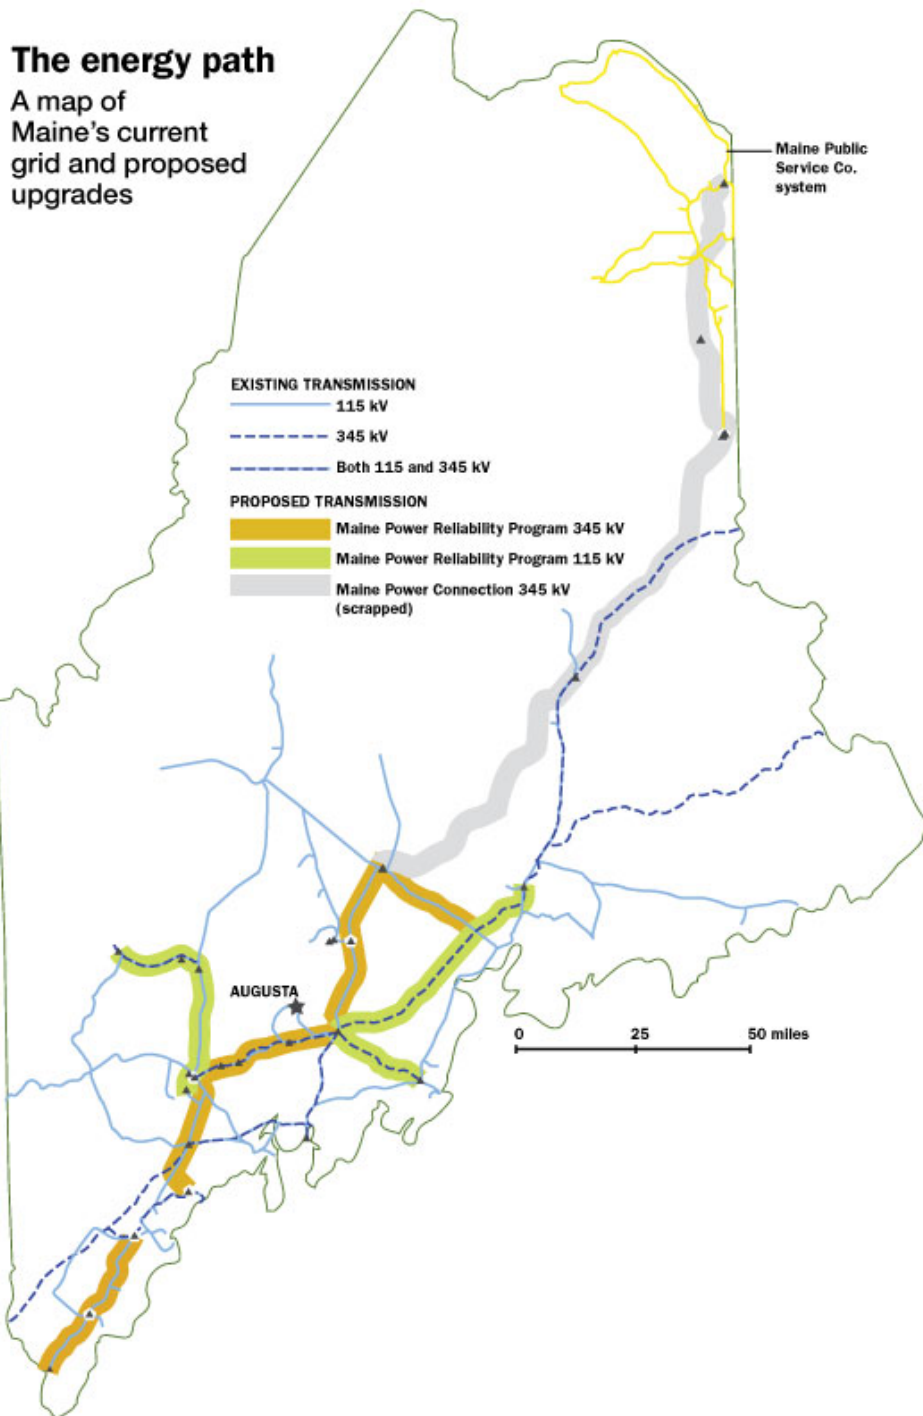 The energy path
A map of
Maine's current
grid and proposed
upgrades
Maine Public
Service Co.
system
EXISTING TRANSMISSION
115 kV
345 kV
Both 115 and 345 kV
PROPOSED TRANSMISSION
Maine Power Reliability Program 345 kV
Maine Power Reliability Program 115 kV
Maine Power Connection 345 kV
(scrapped)
AUGUSTA
0 25 50 miles